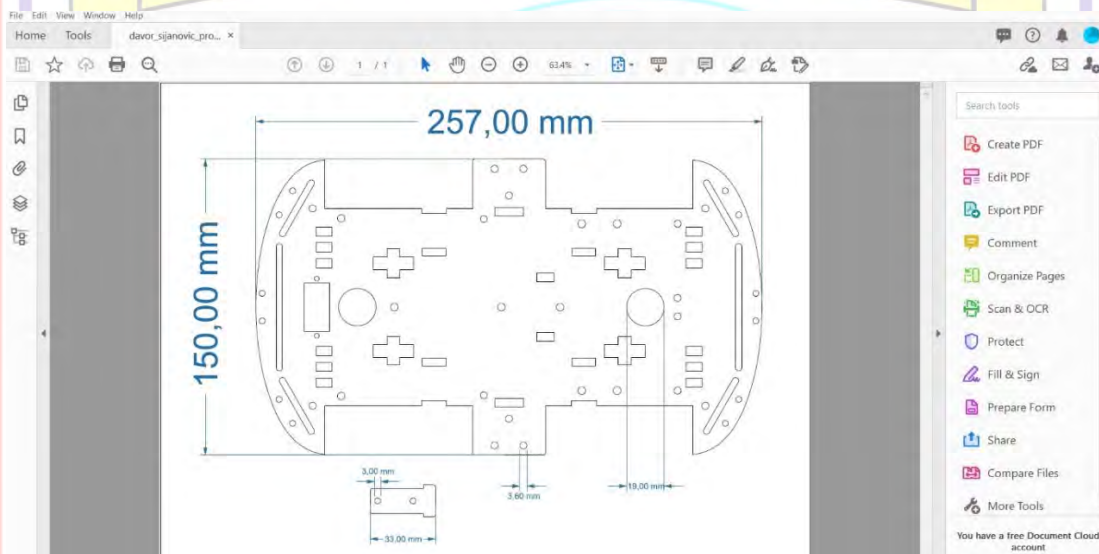 File Edit View Window Help
Home Tools davor_sijanovic_pro... ×
1 / 1 63.4%
Search tools
257,00 mm
150,00 mm
3,00 mm
33,00 mm
3,60 mm
19,00 mm
Create PDF
Edit PDF
Export PDF
Comment
Organize Pages
Scan & OCR
Protect
Fill & Sign
Prepare Form
Share
Compare Files
More Tools
You have a free Document Cloud
account